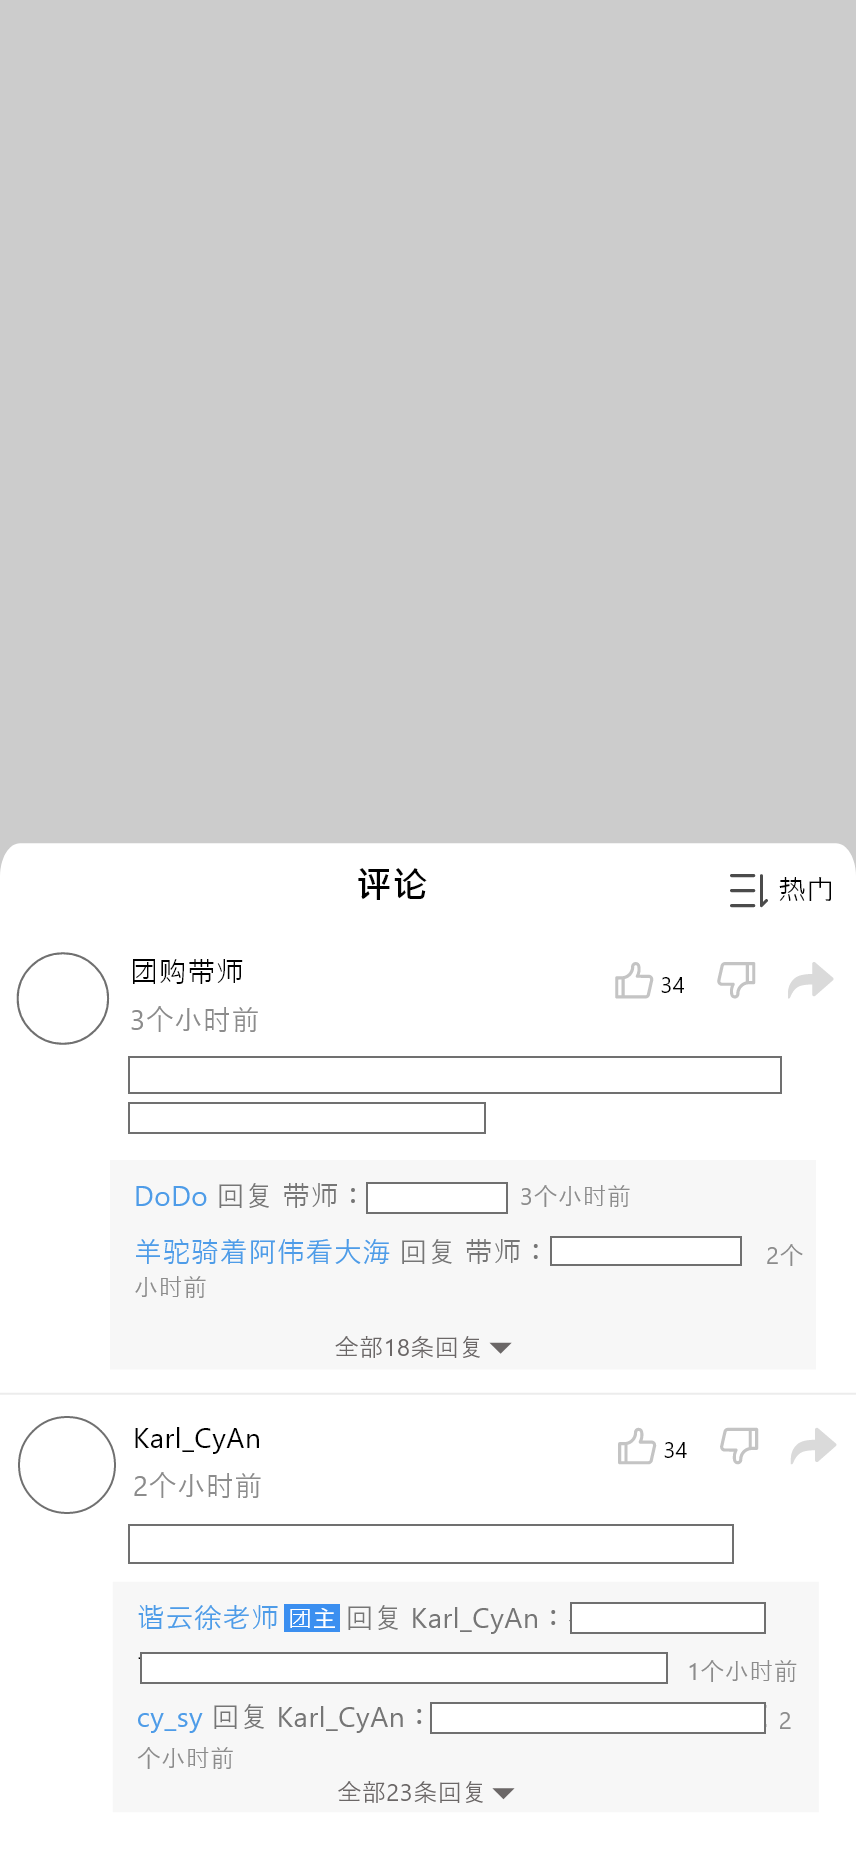 评论
热门
团购带师
34
3个小时前
DoDo 回复 带师：
3个小时前
羊驼骑着阿伟看大海 回复 带师：
2个
小时前
全部18条回复
Karl_CyAn
34
2个小时前
谐云徐老师 团主 回复 Karl_CyAn：
1个小时前
cy_sy 回复 Karl_CyAn：
2
个小时前
全部23条回复